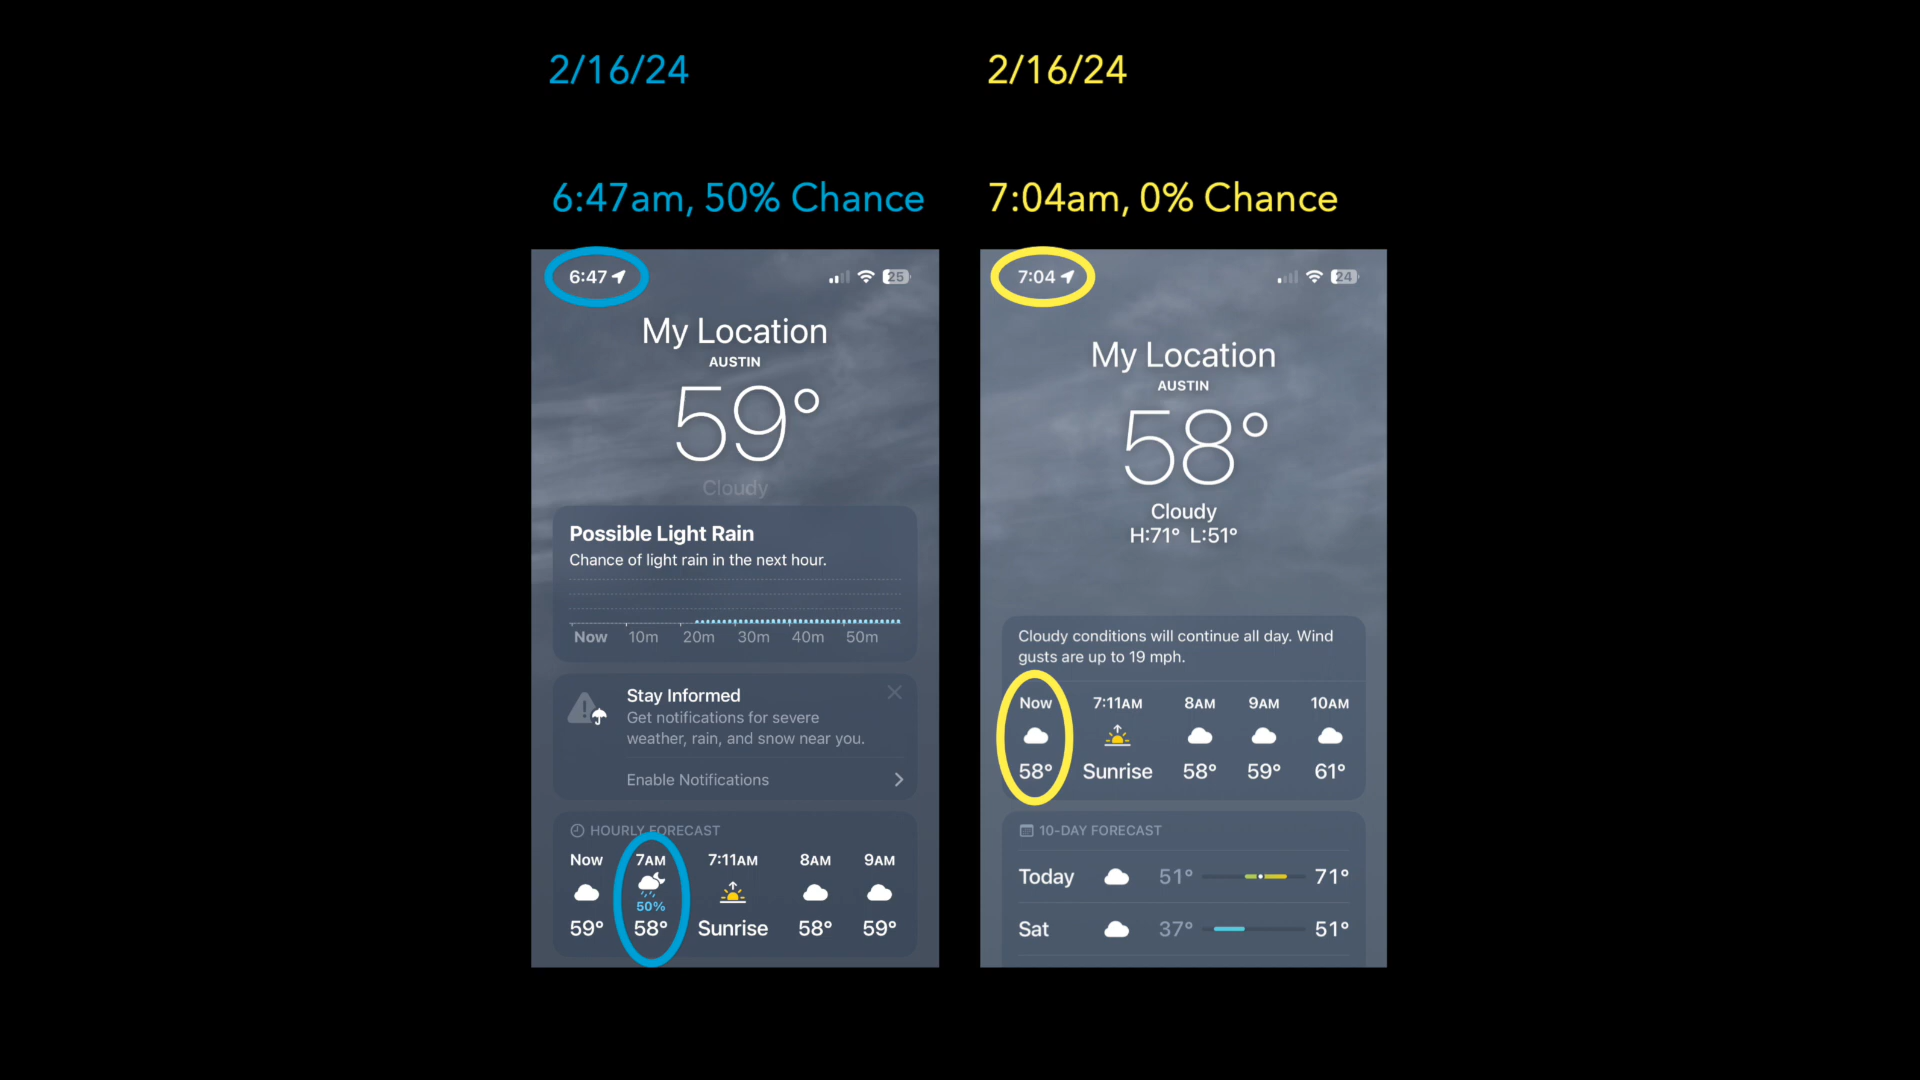 2/16/24
6:47am, 50% Chance
6:47
25
My Location
AUSTIN
59°
Cloudy
Possible Light Rain
Chance of light rain in the next hour.
Now 10m 20m 30m 40m 50m
Stay Informed
Get notifications for severe
weather, rain, and snow near you.
Enable Notifications
HOURLY FORECAST
Now 7AM 7:11AM 8AM 9AM
50%
59° 58° Sunrise 58° 59°
2/16/24
7:04am, 0% Chance
7:04
24
My Location
AUSTIN
58°
Cloudy
H:71° L:51°
Cloudy conditions will continue all day. Wind
gusts are up to 19 mph.
Now 7:11AM 8AM 9AM 10AM
58° Sunrise 58° 59° 61°
10-DAY FORECAST
Today 51° 71°
Sat 37° 51°